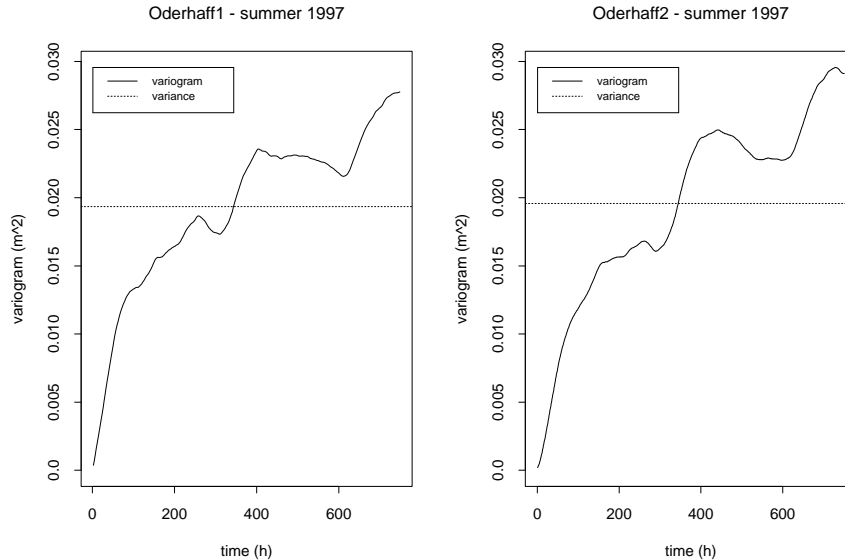 Oderhaff1 - summer 1997
variogram (m^2)
0.030
0.025
0.020
0.015
0.010
0.005
0.0
variogram
variance
0
200
400
600
time (h)
Oderhaff2 - summer 1997
variogram (m^2)
0.030
0.025
0.020
0.015
0.010
0.005
0.0
variogram
variance
0
200
400
600
time (h)